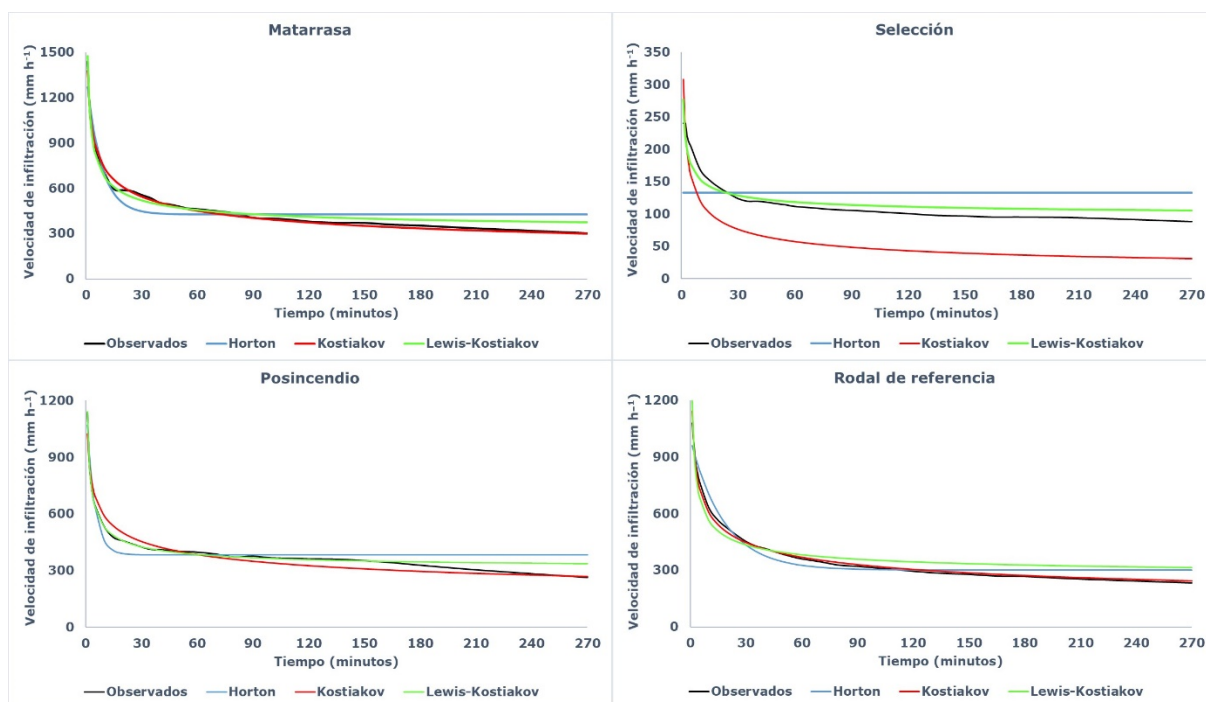 Matarrasa
Velocidad de infiltración (mm h⁻¹)
1500
1200
900
600
300
0
0 30 60 90 120 150 180 210 240 270
Tiempo (minutos)
Observados Horton Kostiakov Lewis-Kostiakov
Selección
Velocidad de infiltración (mm h⁻¹)
350
300
250
200
150
100
50
0
0 30 60 90 120 150 180 210 240 270
Tiempo (minutos)
Observados Horton Kostiakov Lewis-Kostiakov
Posincendio
Velocidad de infiltración (mm h⁻¹)
1200
900
600
300
0
0 30 60 90 120 150 180 210 240 270
Tiempo (minutos)
Observados Horton Kostiakov Lewis-Kostiakov
Rodal de referencia
Velocidad de infiltración (mm h⁻¹)
1200
900
600
300
0
0 30 60 90 120 150 180 210 240 270
Tiempo (minutos)
Observados Horton Kostiakov Lewis-Kostiakov